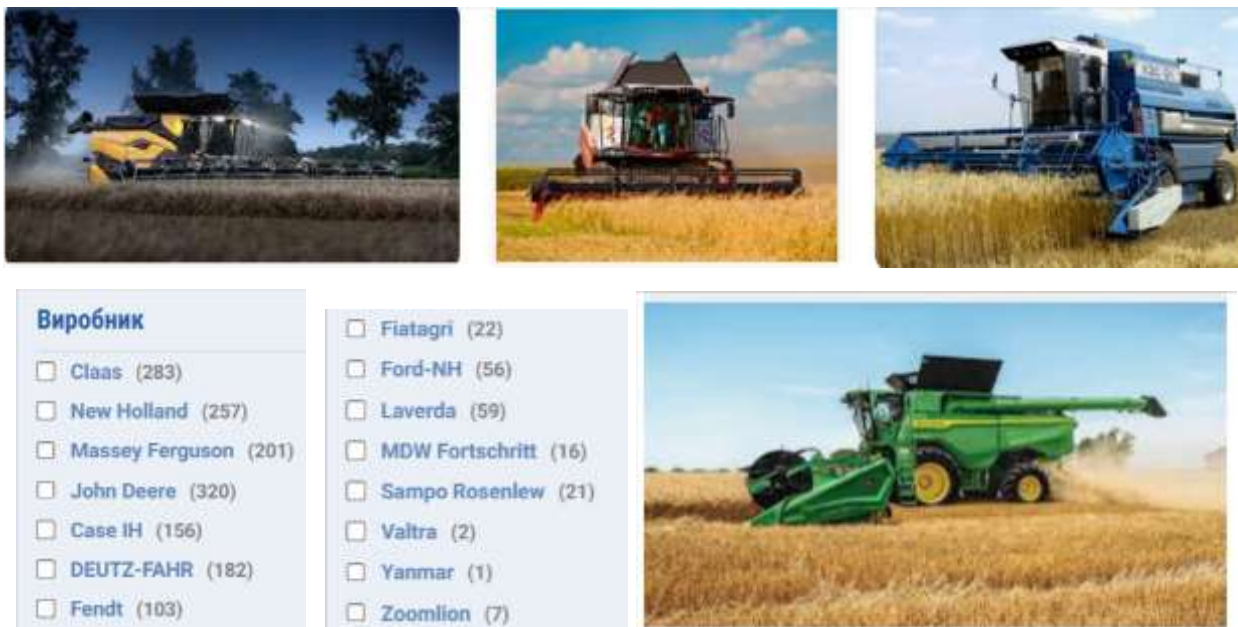 Виробник
Claas (283)
New Holland (257)
Massey Ferguson (201)
John Deere (320)
Case IH (156)
DEUTZ-FAHR (182)
Fendt (103)
Fiatagri (22)
Ford-NH (56)
Laverda (59)
MDW Fortschritt (16)
Sampo Rosenlew (21)
Valtra (2)
Yanmar (1)
Zoomlion (7)